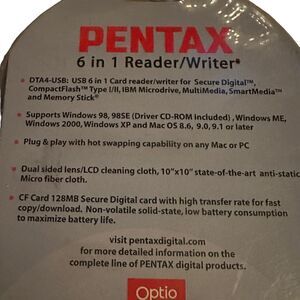 PENTAX
6 in 1 Reader/Writer*
• DTA4-USB: USB 6 in 1 Card reader/writer for Secure Digital™,
CompactFlash™ Type I/II, IBM Microdrive, MultiMedia, SmartMedia™
and Memory Stick®
• Supports Windows 98, 98SE (Driver CD-ROM included) , Windows ME,
Windows 2000, Windows XP and Mac OS 8.6, 9.0, 9.1 or later
• Plug & play with hot swapping capability on any Mac or PC
• Dual sided lens/LCD cleaning cloth, 10"x10" state-of-the-art anti-static
Micro fiber cloth.
• CF Card 128MB Secure Digital card with high transfer rate for fast
copy/download. Non-volatile solid-state, low battery consumption
to maximize battery life.
visit pentaxdigital.com
for more detailed information on the
complete line of PENTAX digital products.
Optio